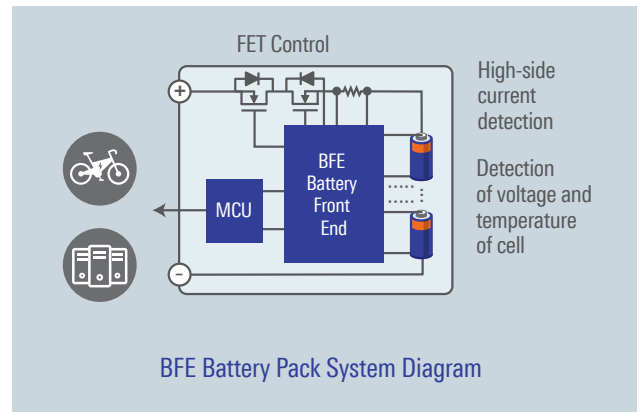 FET Control
+
High-side
current
detection
BFE
Battery
Front
End
MCU
Detection
of voltage and
temperature
of cell
−
BFE Battery Pack System Diagram